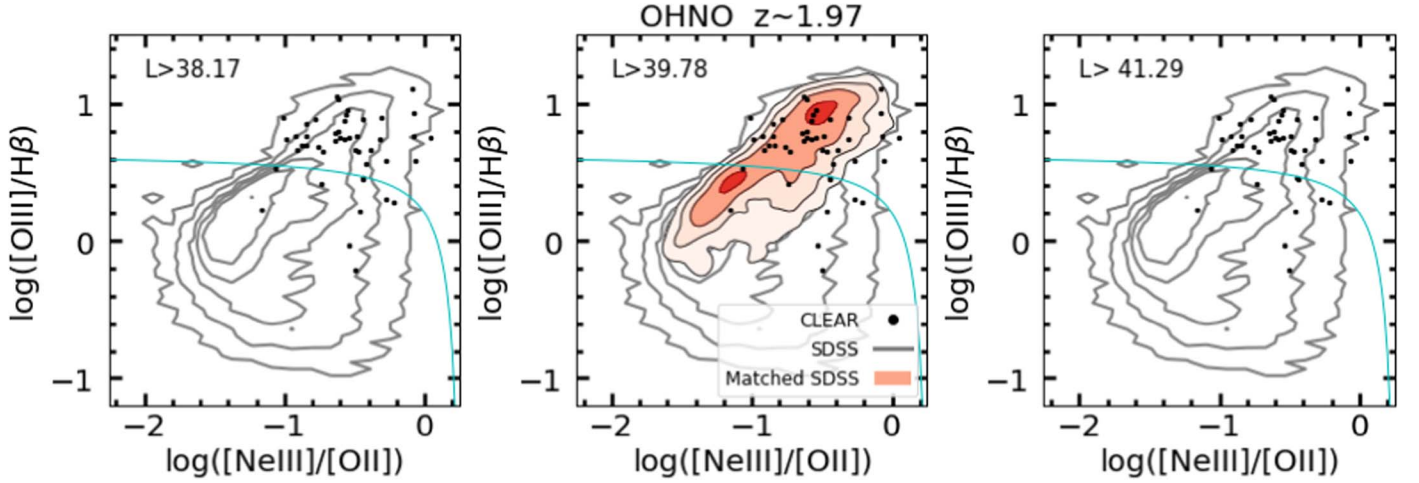 OHNO z~1.97
L>38.17
L>39.78
L> 41.29
log([OIII]/Hβ)
1
0
−1
log([OIII]/Hβ)
1
0
−1
log([OIII]/Hβ)
1
0
−1
CLEAR
SDSS
Matched SDSS
−2 −1 0
−2 −1 0
−2 −1 0
log([NeIII]/[OII])
log([NeIII]/[OII])
log([NeIII]/[OII])